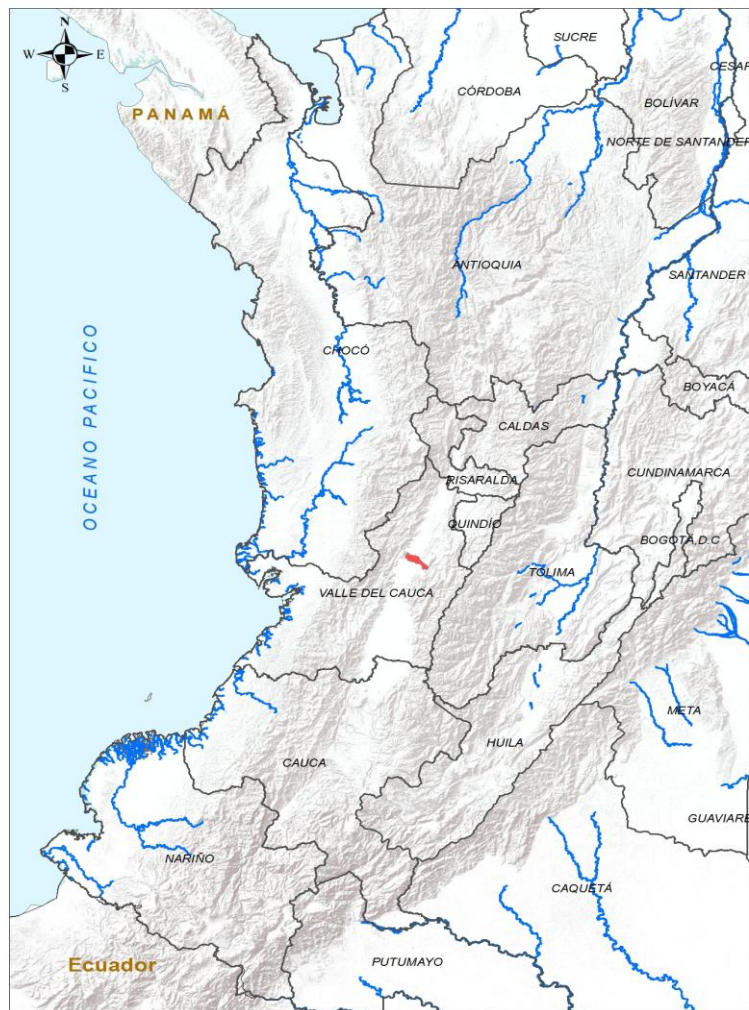 N
W
E
S
PANAMÁ
SUCRE
CESAR
CÓRDOBA
BOLÍVAR
NORTE DE SANTANDER
ANTIOQUIA
SANTANDER
OCEANO PACIFICO
CHOCÓ
BOYACÁ
CALDAS
CUNDINAMARCA
RISARALDA
QUINDÍO
BOGOTÁ,D.C
TOLIMA
VALLE DEL CAUCA
META
HUILA
CAUCA
GUAVIARE
NARIÑO
CAQUETÁ
PUTUMAYO
Ecuador